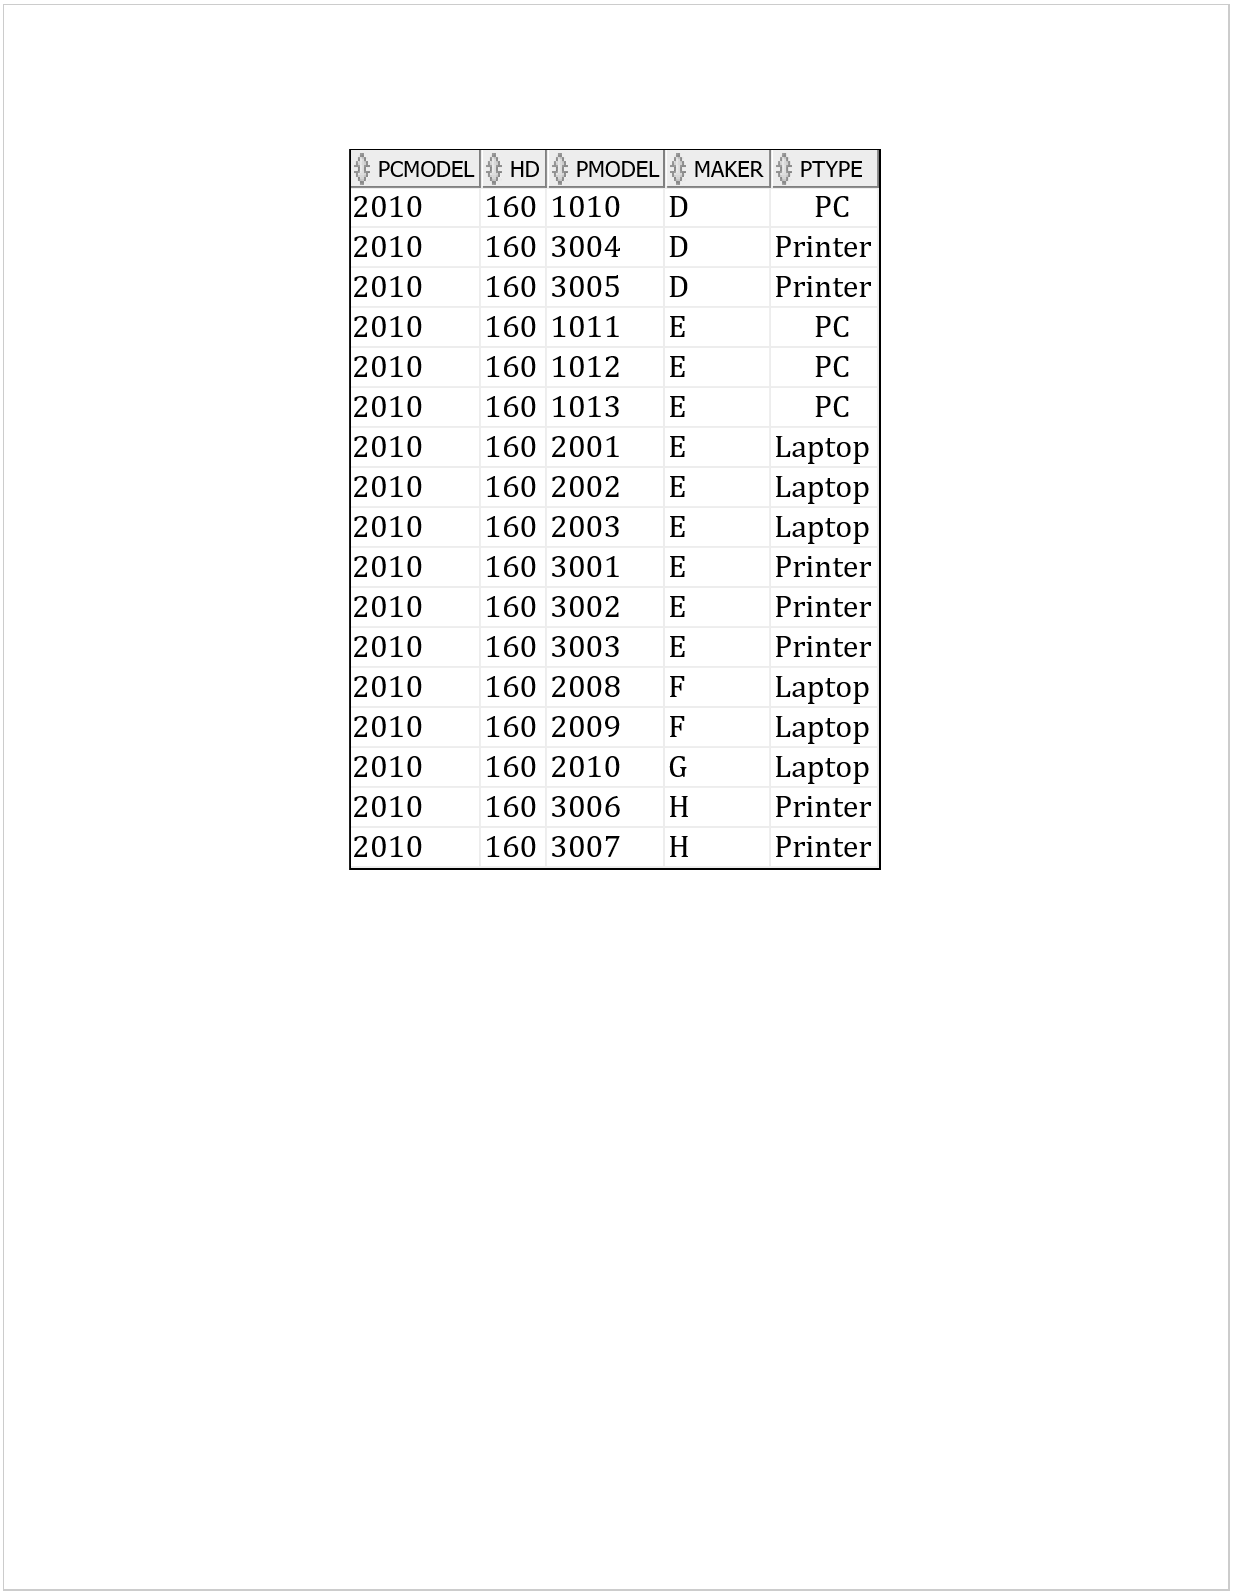 PCMODEL HD PMODEL MAKER PTYPE
2010 160 1010 D PC
2010 160 3004 D Printer
2010 160 3005 D Printer
2010 160 1011 E PC
2010 160 1012 E PC
2010 160 1013 E PC
2010 160 2001 E Laptop
2010 160 2002 E Laptop
2010 160 2003 E Laptop
2010 160 3001 E Printer
2010 160 3002 E Printer
2010 160 3003 E Printer
2010 160 2008 F Laptop
2010 160 2009 F Laptop
2010 160 2010 G Laptop
2010 160 3006 H Printer
2010 160 3007 H Printer